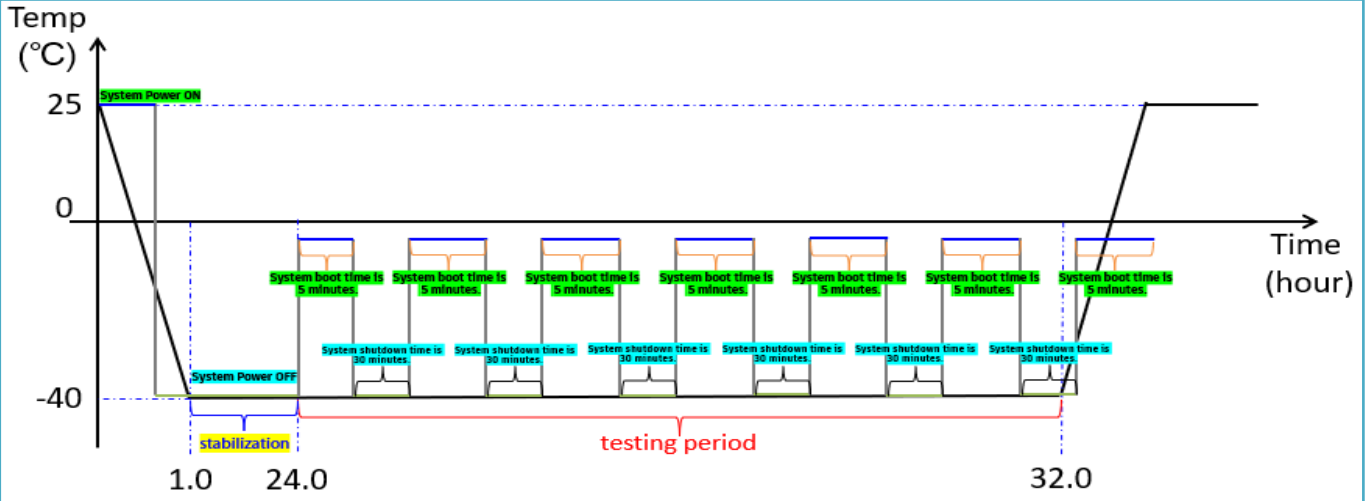 Temp
(℃)
System Power ON
25
0
Time
(hour)
System boot time is
5 minutes.
System boot time is
5 minutes.
System boot time is
5 minutes.
System boot time is
5 minutes.
System boot time is
5 minutes.
System boot time is
5 minutes.
System boot time is
5 minutes.
System shutdown time is
30 minutes.
System shutdown time is
30 minutes.
System shutdown time is
30 minutes.
System shutdown time is
30 minutes.
System shutdown time is
30 minutes.
System shutdown time is
30 minutes.
System Power OFF
-40
stabilization
testing period
1.0
24.0
32.0